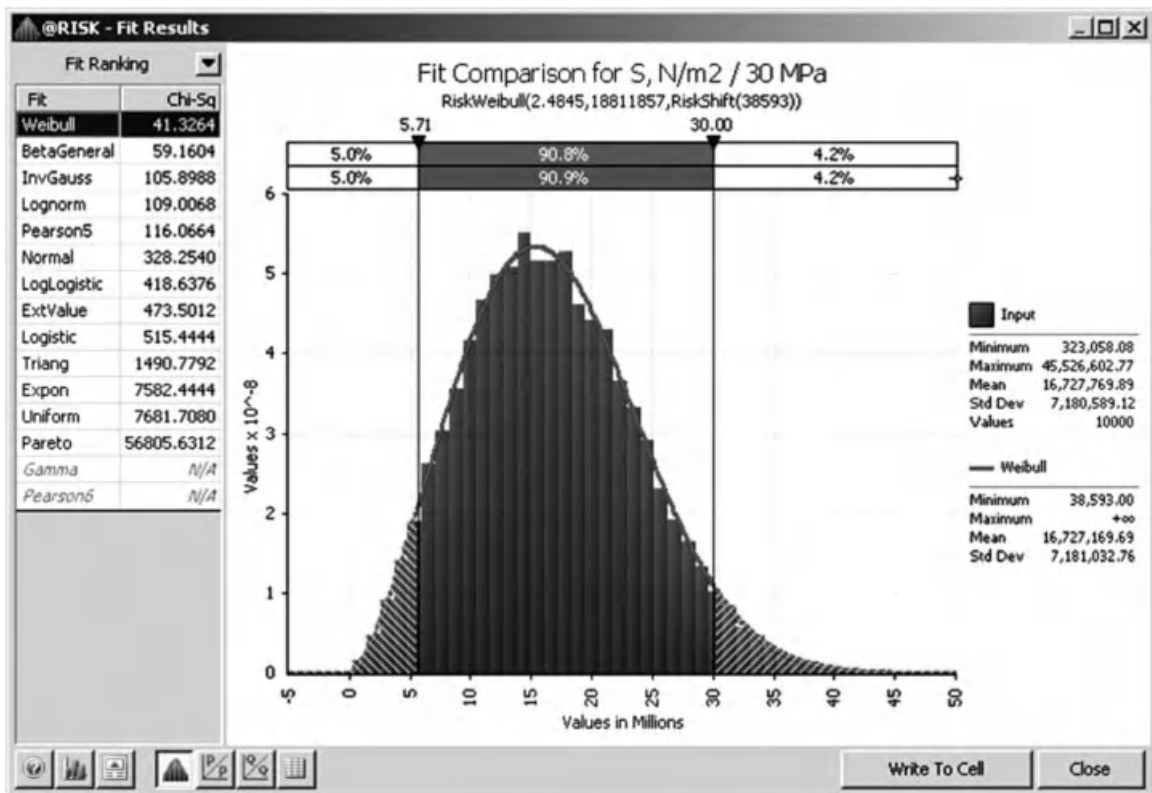 @RISK - Fit Results
Fit Ranking
Fit Chi-Sq
Weibull 41.3264
BetaGeneral 59.1604
InvGauss 105.8988
Lognorm 109.0068
Pearson5 116.0664
Normal 328.2540
LogLogistic 418.6376
ExtValue 473.5012
Logistic 515.4444
Triang 1490.7792
Expon 7582.4444
Uniform 7681.7080
Pareto 56805.6312
Gamma N/A
Pearson6 N/A
Fit Comparison for S, N/m2 / 30 MPa
RiskWeibull(2.4845,18811857,RiskShift(38593))
5.71 30.00
5.0% 90.8% 4.2%
5.0% 90.9% 4.2%
6
5
4
3
2
1
0
Values x 10^-8
-5 0 5 10 15 20 25 30 35 40 45 50
Values in Millions
Input
Minimum 323,058.08
Maximum 45,526,602.77
Mean 16,727,769.89
Std Dev 7,180,589.12
Values 10000
Weibull
Minimum 38,593.00
Maximum +∞
Mean 16,727,169.69
Std Dev 7,181,032.76
P/P
Q/Q
Write To Cell
Close